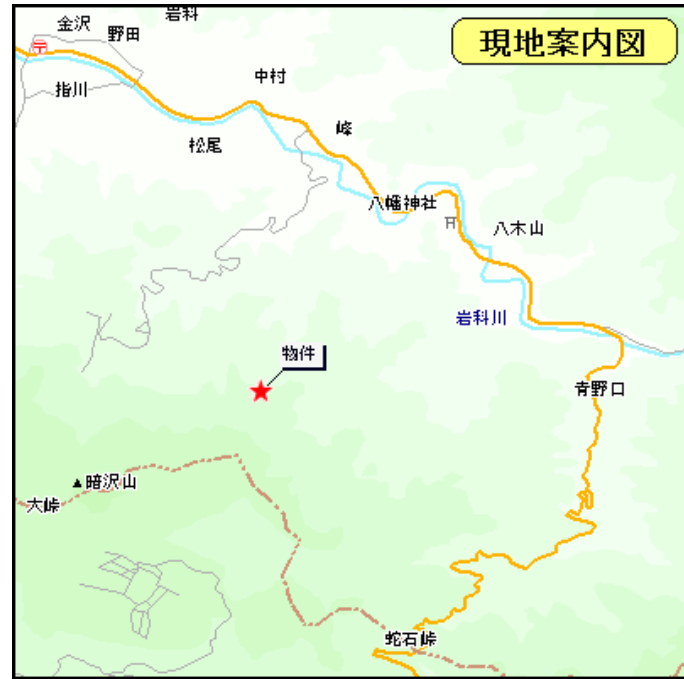 岩科
金沢
野田
現地案内図
〒
指川
中村
松尾
峰
八幡神社
八木山
岩科川
物件
青野口
暗沢山
大峠
蛇石峠